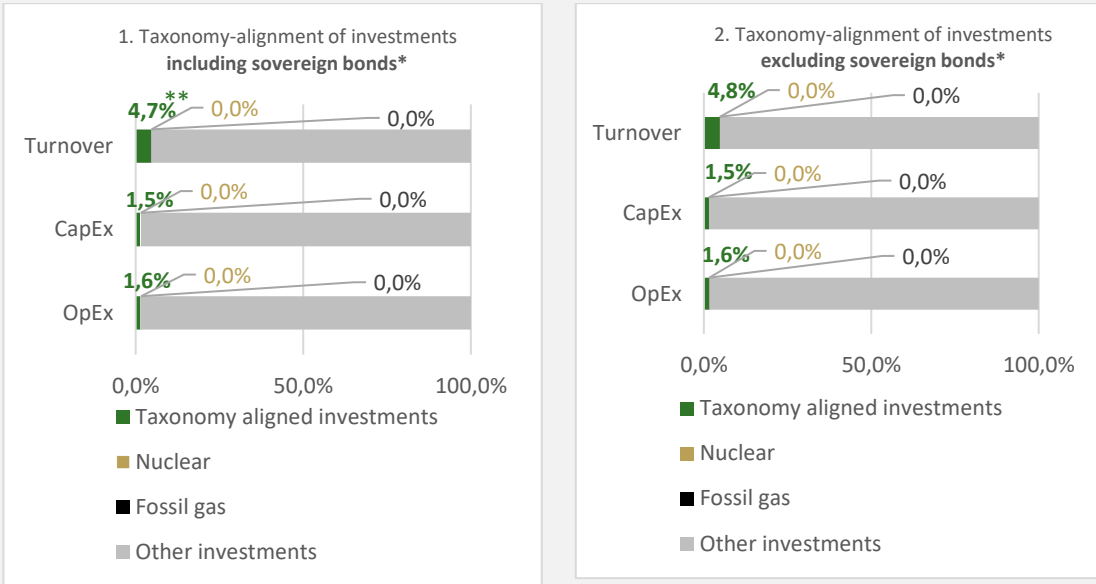 1. Taxonomy-alignment of investments
including sovereign bonds*
4,7%** 0,0% 0,0%
Turnover
1,5% 0,0% 0,0%
CapEx
1,6% 0,0% 0,0%
OpEx
0,0% 50,0% 100,0%
Taxonomy aligned investments
Nuclear
Fossil gas
Other investments
2. Taxonomy-alignment of investments
excluding sovereign bonds*
4,8% 0,0% 0,0%
Turnover
1,5% 0,0% 0,0%
CapEx
1,6% 0,0% 0,0%
OpEx
0,0% 50,0% 100,0%
Taxonomy aligned investments
Nuclear
Fossil gas
Other investments